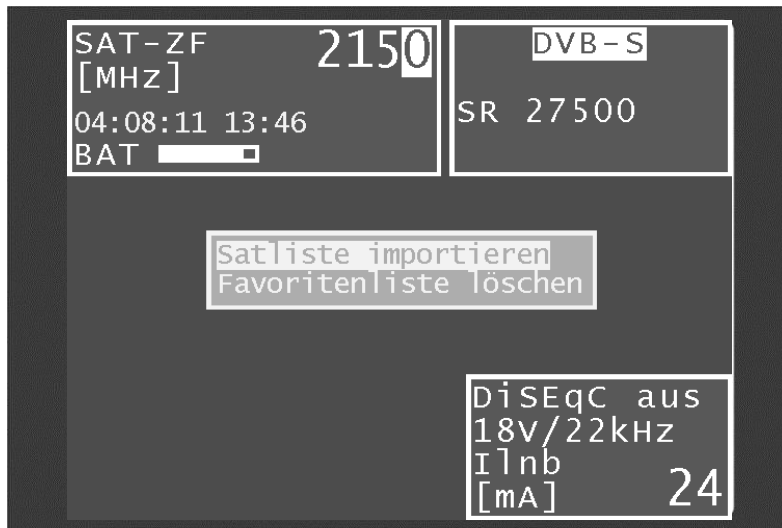 SAT-ZF 2150
[MHz]
04:08:11 13:46
BAT
DVB-S
SR 27500
Satliste importieren
Favoritenliste löschen
DiSEqC aus
18V/22kHz
Ilnb
[mA] 24